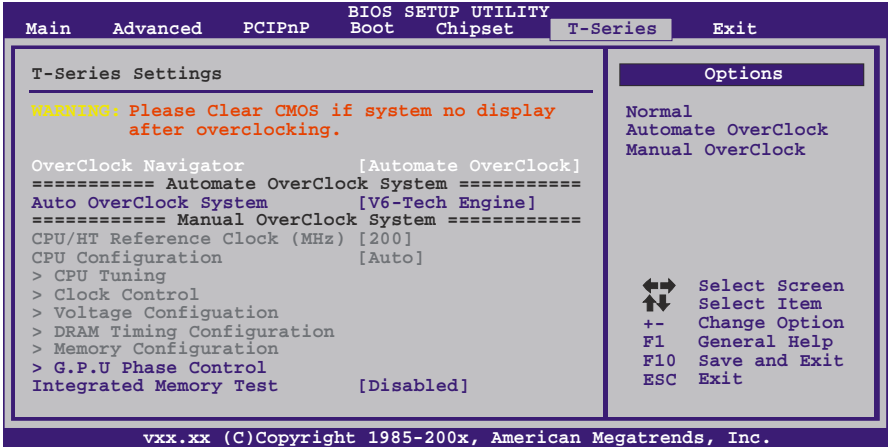 BIOS SETUP UTILITY
Main Advanced PCIPnP Boot Chipset T-Series Exit
T-Series Settings
WARNING: Please Clear CMOS if system no display
after overclocking.
OverClock Navigator [Automate OverClock]
=========== Automate OverClock System ===========
Auto OverClock System [V6-Tech Engine]
============ Manual OverClock System ============
CPU/HT Reference Clock (MHz) [200]
CPU Configuration [Auto]
> CPU Tuning
> Clock Control
> Voltage Configuation
> DRAM Timing Configuration
> Memory Configuration
> G.P.U Phase Control
Integrated Memory Test [Disabled]
Options
Normal
Automate OverClock
Manual OverClock
Select Screen
Select Item
+- Change Option
F1 General Help
F10 Save and Exit
ESC Exit
vxx.xx (C)Copyright 1985-200x, American Megatrends, Inc.